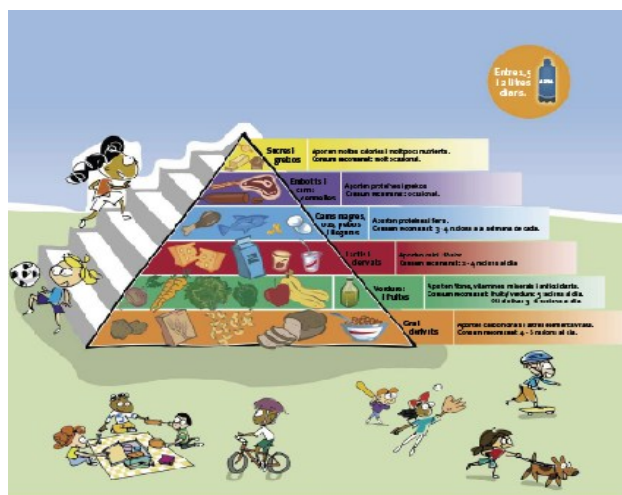 Entre 1,5
i 2 litres
diaris.
AIGUA
Sucres i
greixos
Aporten moltes calories i molt pocs nutrients.
Consum recomanat: molt ocasional.
Embotits i
carns
vermelles
Aporten proteïnes i greixos
Consum recomanat: ocasional.
Carns magres,
ous, peixos
i llegums
Aporten proteïnes i ferro.
Consum recomanat: 3-4 racions a la setmana de cada.
Làctis i
derivats
Aporten
Consum recomanat: 2-4 racions al dia
Verdures
i fruites
Aporten fibra, vitamines minerals i antioxidants.
Consum recomanat: fruita/verdura: 5 racions al dia.
Oli d'oliva: 3-6 racions al dia.
Gra i
derivats
Aporten carbohidrats i
Consum recomanat: 4-6 racions al dia.